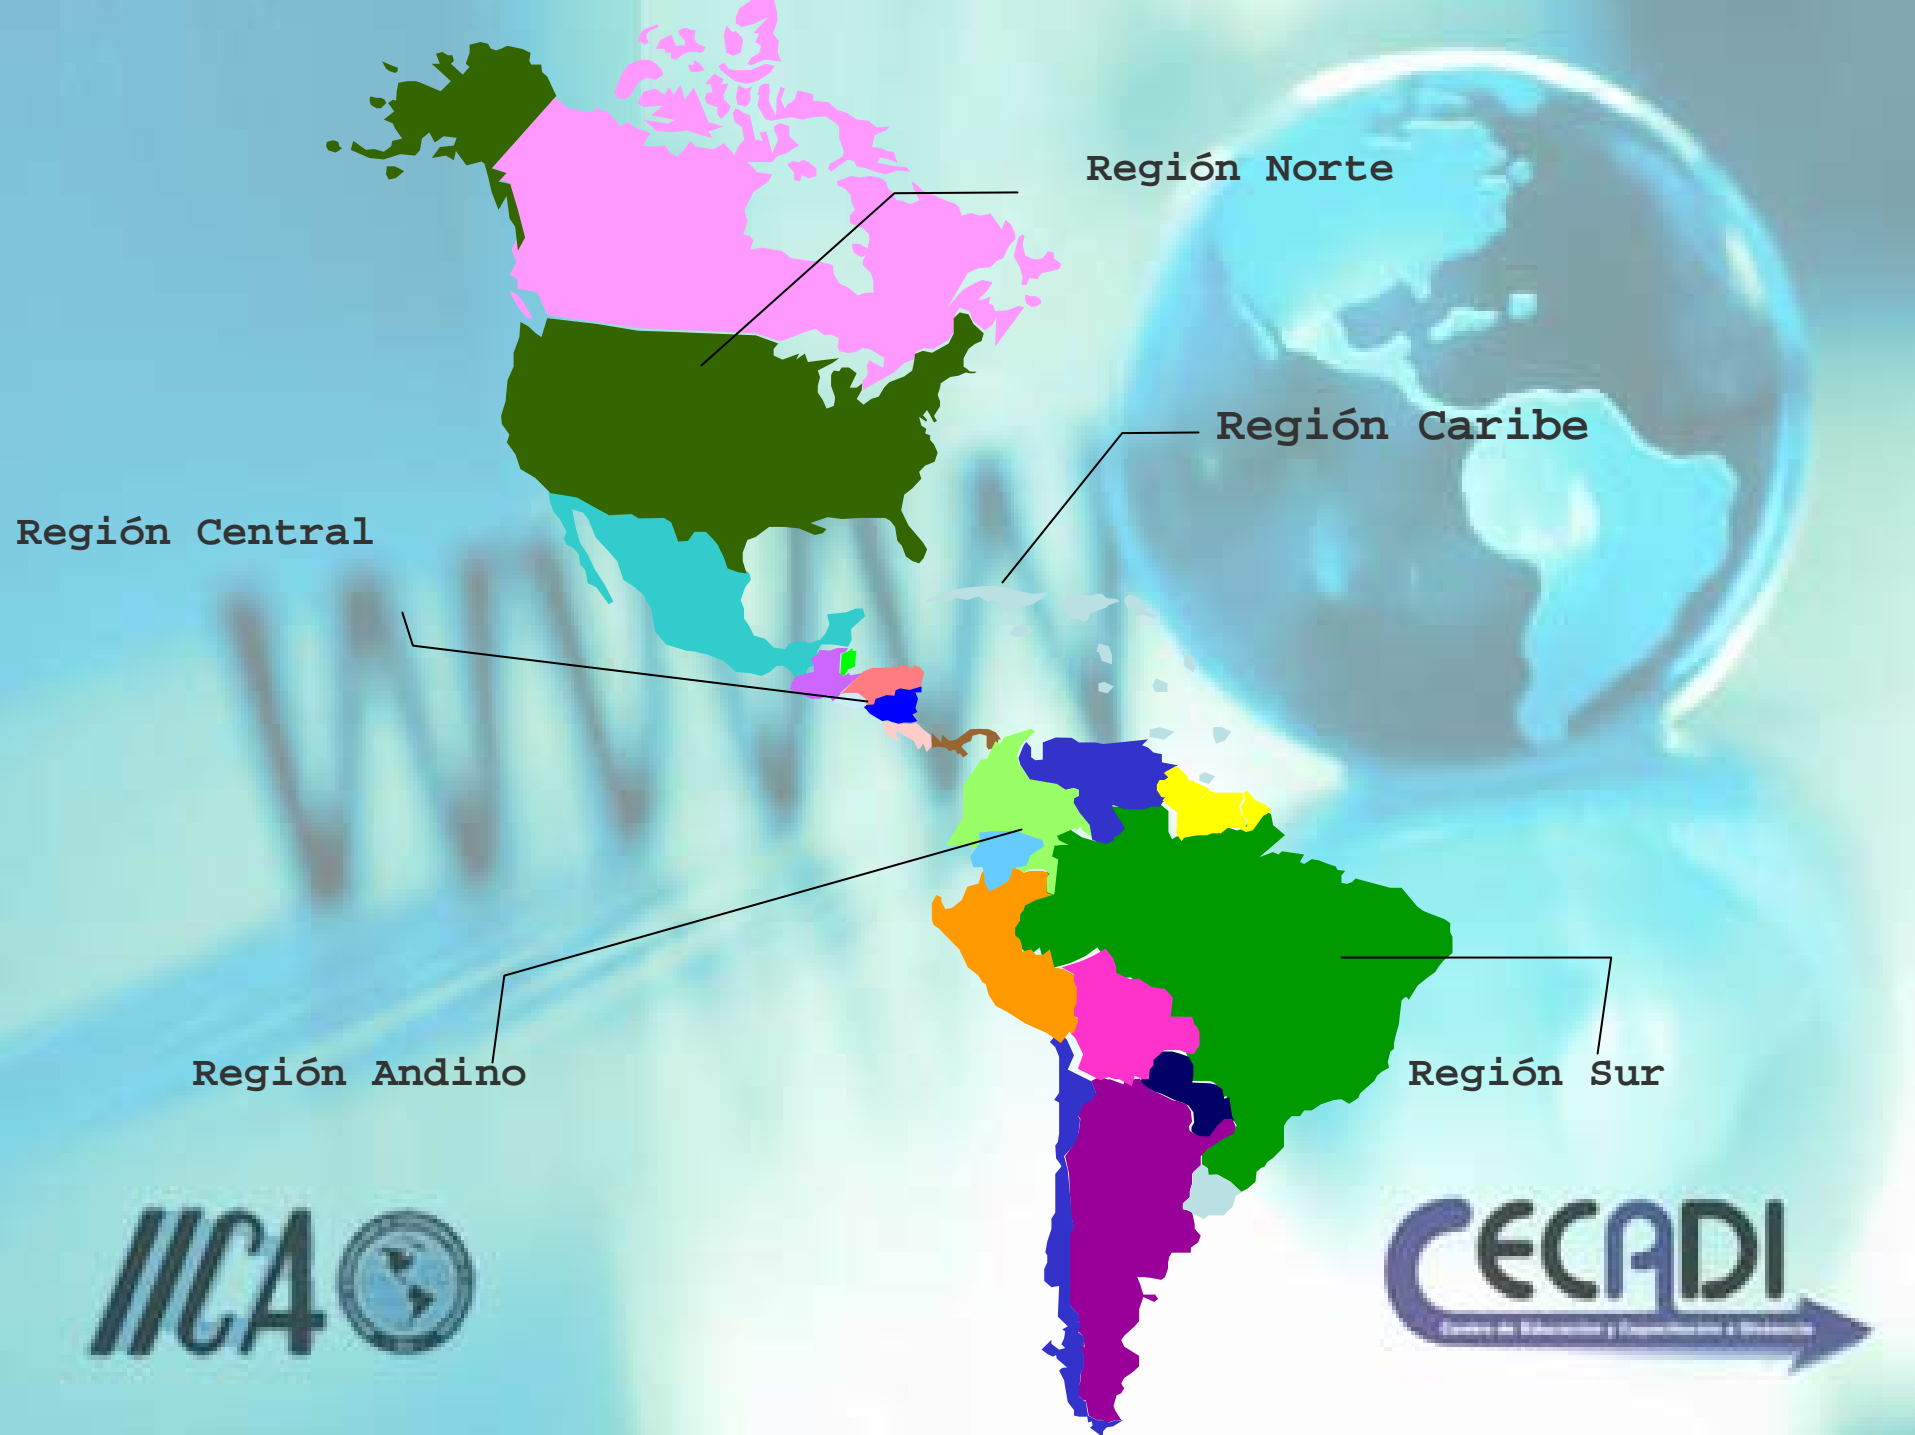 Región Norte
Región Caribe
Región Central
Región Andino
Región Sur
IICA
CECADI